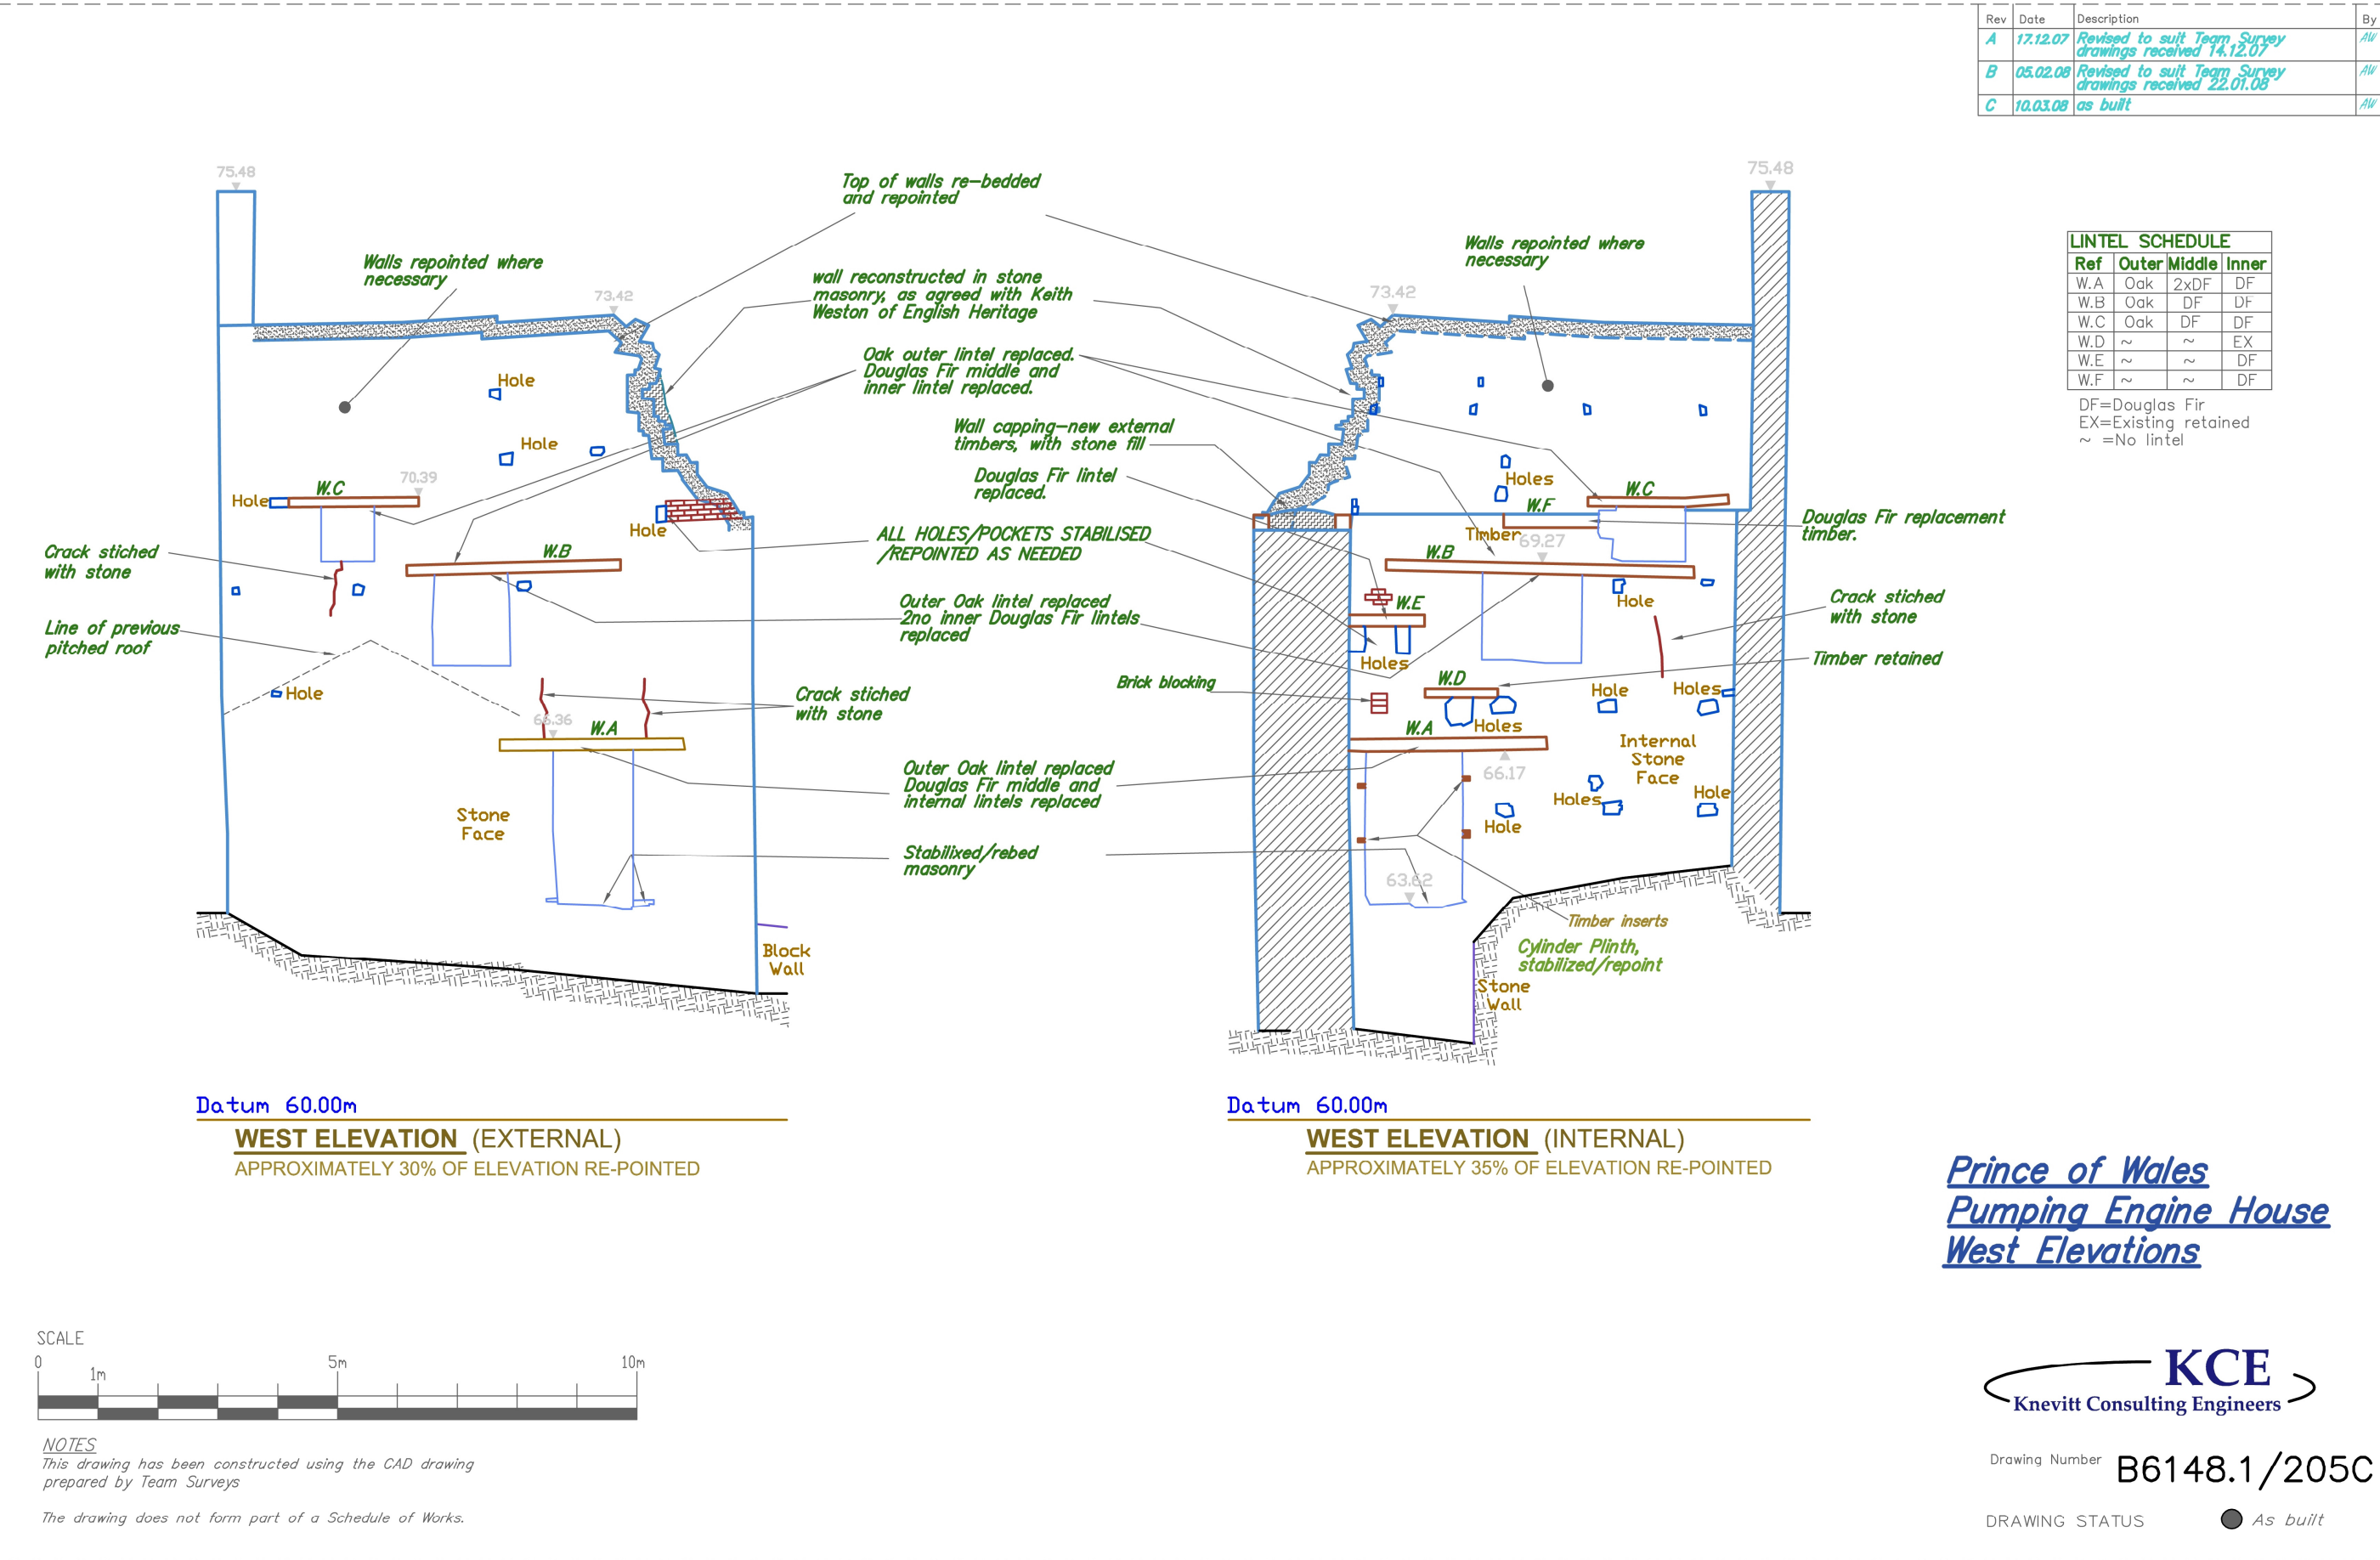 Rev Date Description By
A 17.12.07 Revised to suit Team Survey AW
drawings received 14.12.07
B 05.02.08 Revised to suit Team Survey AW
drawings received 22.01.08
C 10.03.08 as built AW
75.48
Top of walls re-bedded
and repointed
75.48
Walls repointed where
necessary
73.42
wall reconstructed in stone
masonry, as agreed with Keith
Weston of English Heritage
Walls repointed where
necessary
73.42
Hole
Hole
Oak outer lintel replaced.
Douglas Fir middle and
inner lintel replaced.
Wall capping-new external
timbers, with stone fill
Douglas Fir lintel
replaced.
70.39
W.C
Hole
Hole
ALL HOLES/POCKETS STABILISED
/REPOINTED AS NEEDED
Crack stiched
with stone
W.B
Outer Oak lintel replaced
2no inner Douglas Fir lintels
replaced
Line of previous
pitched roof
Hole
Crack stiched
with stone
66.36
W.A
Outer Oak lintel replaced
Douglas Fir middle and
internal lintels replaced
Stone
Face
Stabilixed/rebed
masonry
Block
Wall
Holes
W.C
W.F
Timber
69.27
Douglas Fir replacement
timber.
W.B
Hole
W.E
Holes
Crack stiched
with stone
Timber retained
Brick blocking
W.D
Holes
Hole
Holes
W.A
66.17
Internal
Stone
Face
Holes
Hole
Hole
63.62
Timber inserts
Cylinder Plinth,
stabilized/repoint
Stone
Wall
LINTEL SCHEDULE
Ref Outer Middle Inner
W.A Oak 2xDF DF
W.B Oak DF DF
W.C Oak DF DF
W.D ~ ~ EX
W.E ~ ~ DF
W.F ~ ~ DF
DF=Douglas Fir
EX=Existing retained
~ =No lintel
Datum 60.00m
WEST ELEVATION (EXTERNAL)
APPROXIMATELY 30% OF ELEVATION RE-POINTED
Datum 60.00m
WEST ELEVATION (INTERNAL)
APPROXIMATELY 35% OF ELEVATION RE-POINTED
Prince of Wales
Pumping Engine House
West Elevations
SCALE
0 1m 5m 10m
NOTES
This drawing has been constructed using the CAD drawing
prepared by Team Surveys
The drawing does not form part of a Schedule of Works.
KCE
Knevitt Consulting Engineers
Drawing Number B6148.1/205C
DRAWING STATUS As built